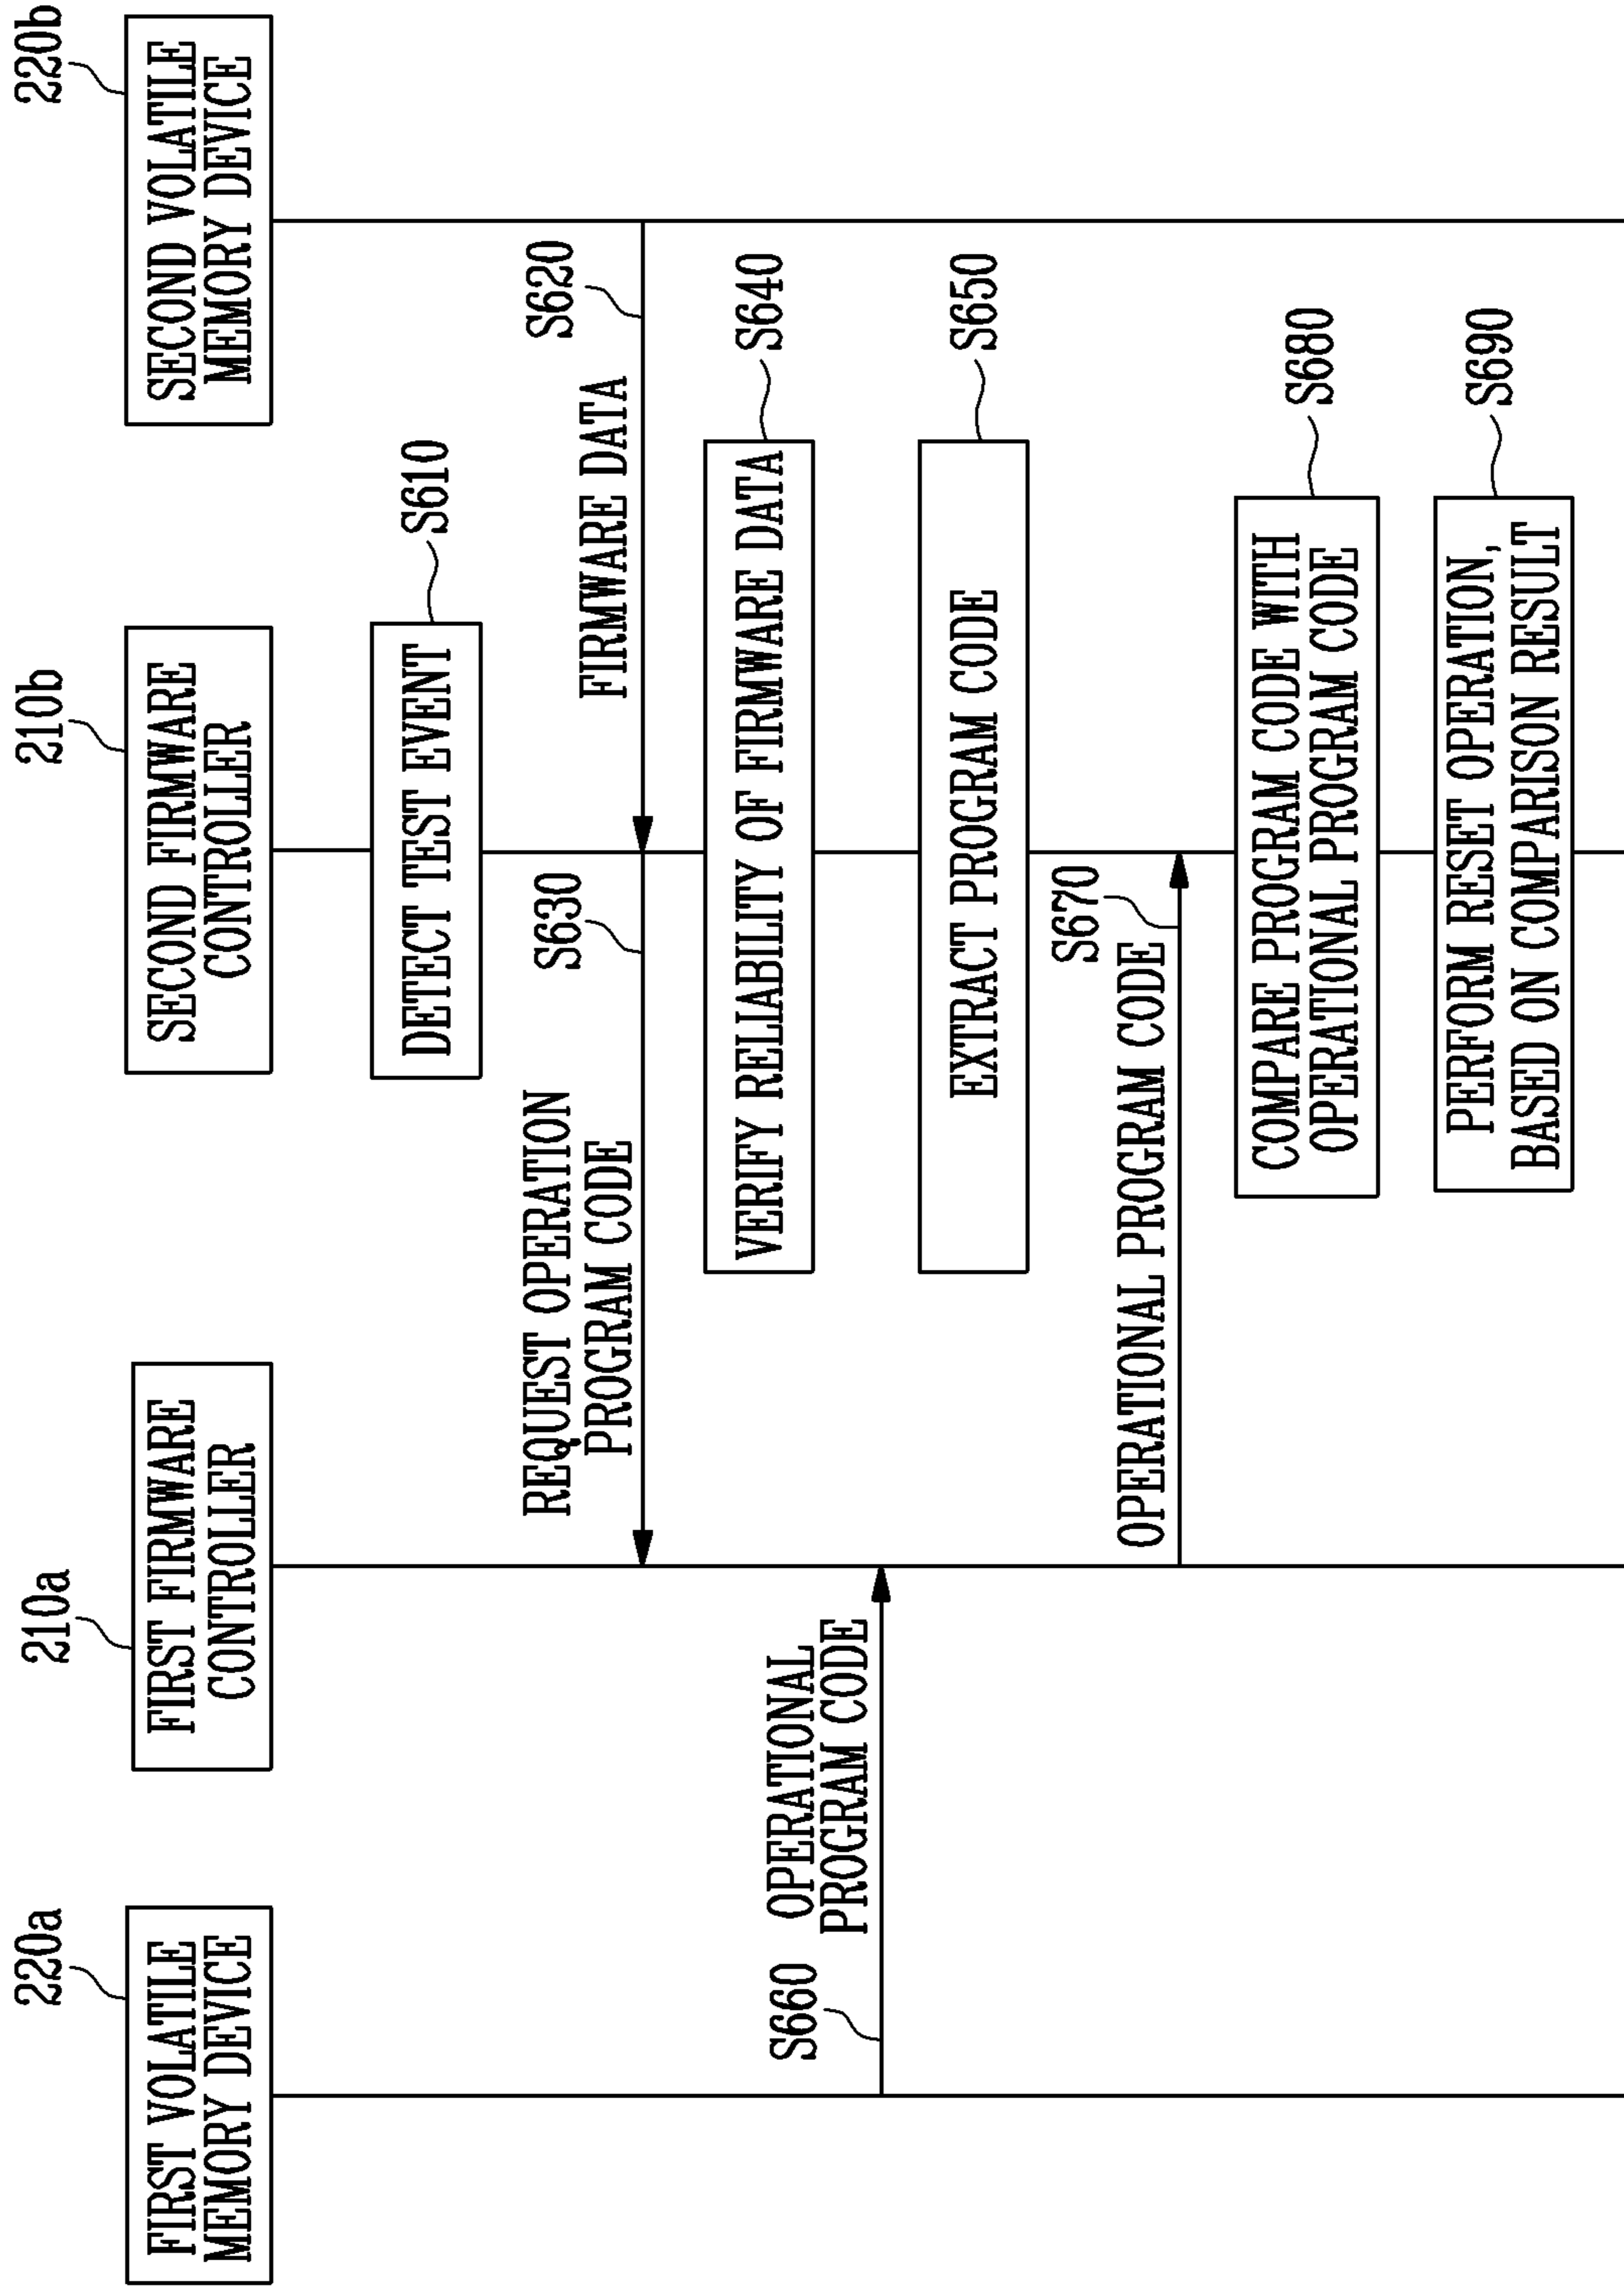 220a
FIRST VOLATILE
MEMORY DEVICE
210a
FIRST FIRMWARE
CONTROLLER
210b
SECOND FIRMWARE
CONTROLLER
220b
SECOND VOLATILE
MEMORY DEVICE
DETECT TEST EVENT
S610
S620
FIRMWARE DATA
REQUEST OPERATION
PROGRAM CODE
S630
VERIFY RELIABILITY OF FIRMWARE DATA
S640
S660
OPERATIONAL
PROGRAM CODE
EXTRACT PROGRAM CODE
S650
OPERATIONAL PROGRAM CODE
S670
COMPARE PROGRAM CODE WITH
OPERATIONAL PROGRAM CODE
S680
PERFORM RESET OPERATION,
BASED ON COMPARISON RESULT
S690